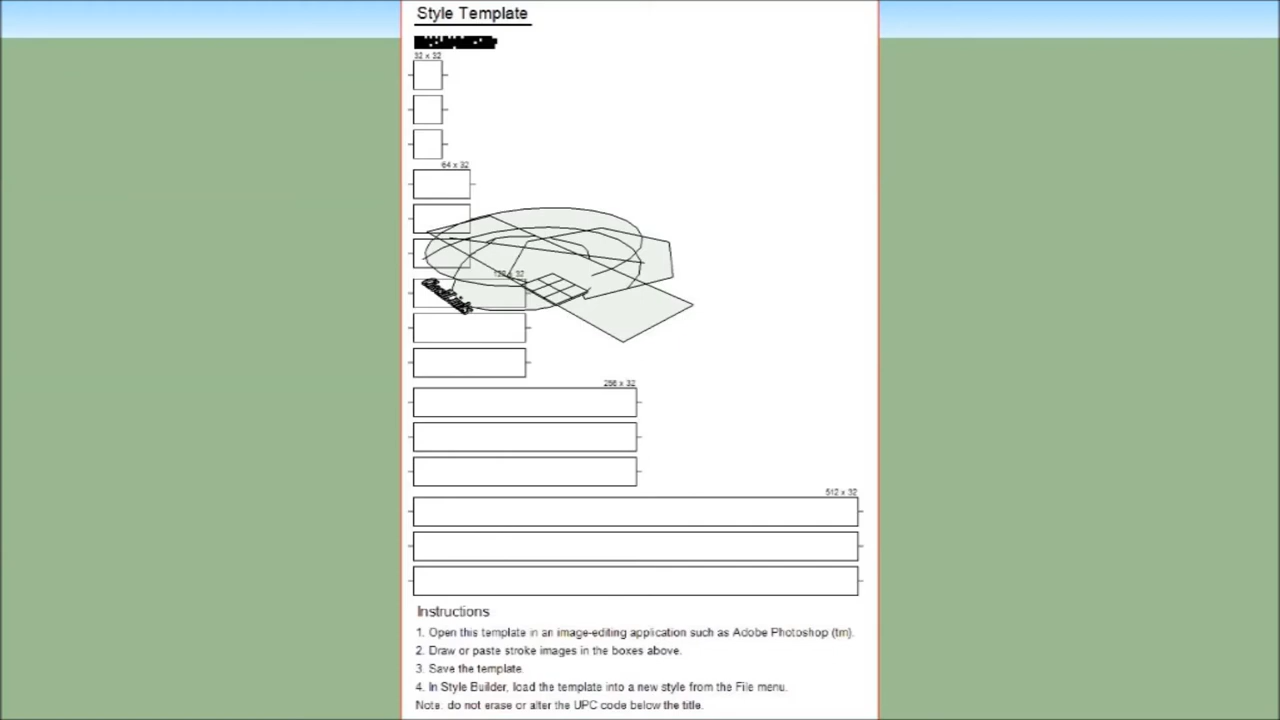 Style Template
32 x 32
64 x 32
128 x 32
256 x 32
512 x 32
Instructions
1. Open this template in an image-editing application such as Adobe Photoshop (tm).
2. Draw or paste stroke images in the boxes above.
3. Save the template.
4. In Style Builder, load the template into a new style from the File menu.
Note: do not erase or alter the UPC code below the title.